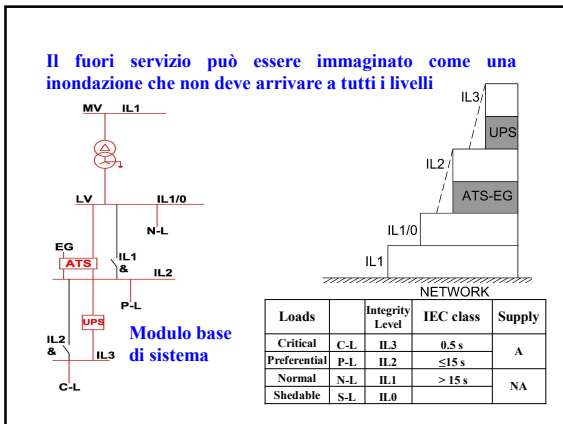 Il fuori servizio può essere immaginato come una
inondazione che non deve arrivare a tutti i livelli
MV IL1
LV IL1/0
N-L
EG
ATS
IL1
&
IL2
P-L
UPS
IL2
&
IL3
C-L
Modulo base
di sistema
IL3
UPS
IL2
ATS-EG
IL1/0
IL1
NETWORK
Loads Integrity Level IEC class Supply
Critical C-L IL3 0.5 s A
Preferential P-L IL2 ≤15 s
Normal N-L IL1 > 15 s NA
Shedable S-L IL0